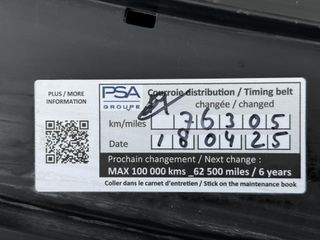 PLUS / MORE
INFORMATION
PSA
GROUPE
Courroie distribution / Timing belt
changée / changed
km/miles 76305
Date 180425
Prochain changement / Next change :
MAX 100 000 kms _62 500 miles / 6 years
Coller dans le carnet d'entretien / Stick on the maintenance book